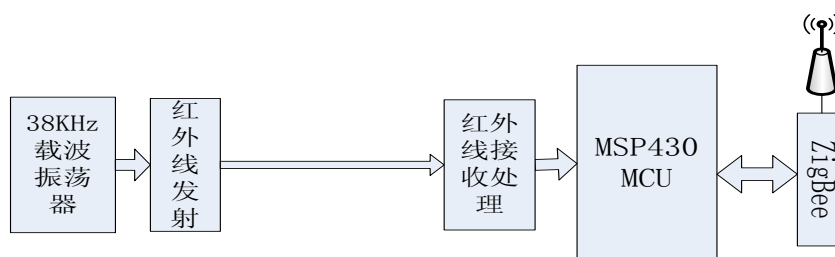 38KHz
载波
振荡
器
红
外
线
发
射
红外
线接
收处
理
MSP430
MCU
ZigBee